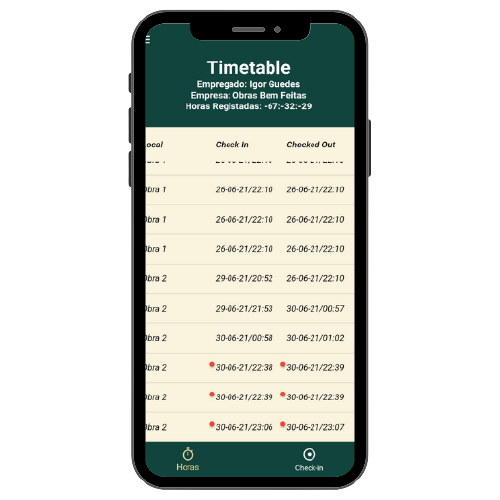 Timetable
Empregado: Igor Guedes
Empresa: Obras Bem Feitas
Horas Registadas: -67:-32:-29
Local Check In Checked Out
Obra 1 26-06-21/22:10 26-06-21/22:10
Obra 1 26-06-21/22:10 26-06-21/22:10
Obra 1 26-06-21/22:10 26-06-21/22:10
Obra 2 29-06-21/20:52 26-06-21/22:10
Obra 2 29-06-21/21:53 30-06-21/00:57
Obra 2 30-06-21/00:58 30-06-21/01:02
Obra 2 30-06-21/22:38 30-06-21/22:39
Obra 2 30-06-21/22:39 30-06-21/22:39
Obra 2 30-06-21/23:06 30-06-21/23:07
Horas Check-in